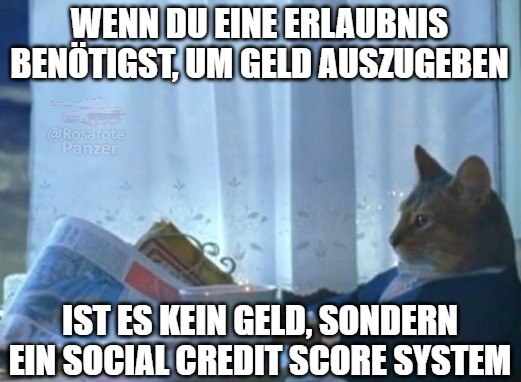 WENN DU EINE ERLAUBNIS
BENÖTIGST, UM GELD AUSZUGEBEN
@Rosarote
Panzer
IST ES KEIN GELD, SONDERN
EIN SOCIAL CREDIT SCORE SYSTEM